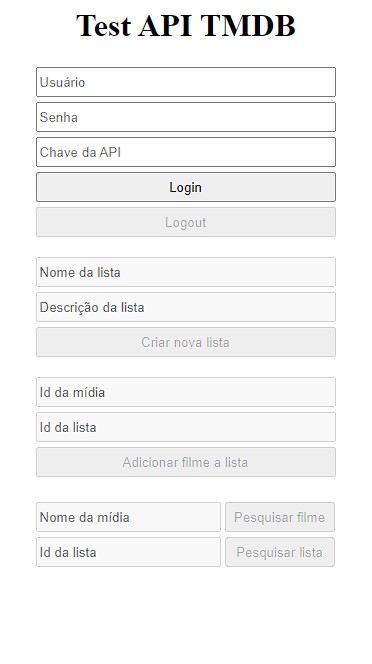 Test API TMDB
Usuário
Senha
Chave da API
Login
Logout
Nome da lista
Descrição da lista
Criar nova lista
Id da mídia
Id da lista
Adicionar filme a lista
Nome da mídia Pesquisar filme
Id da lista Pesquisar lista